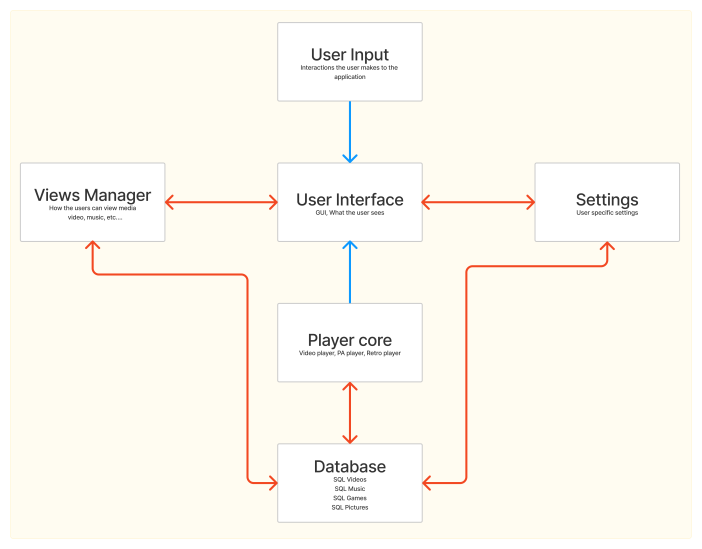 User Input
Interactions the user makes to the
application
Views Manager
How the users can view media
video, music, etc....
User Interface
GUI, What the user sees
Settings
User specific settings
Player core
Video player, PA player, Retro player
Database
SQL Videos
SQL Music
SQL Games
SQL Pictures